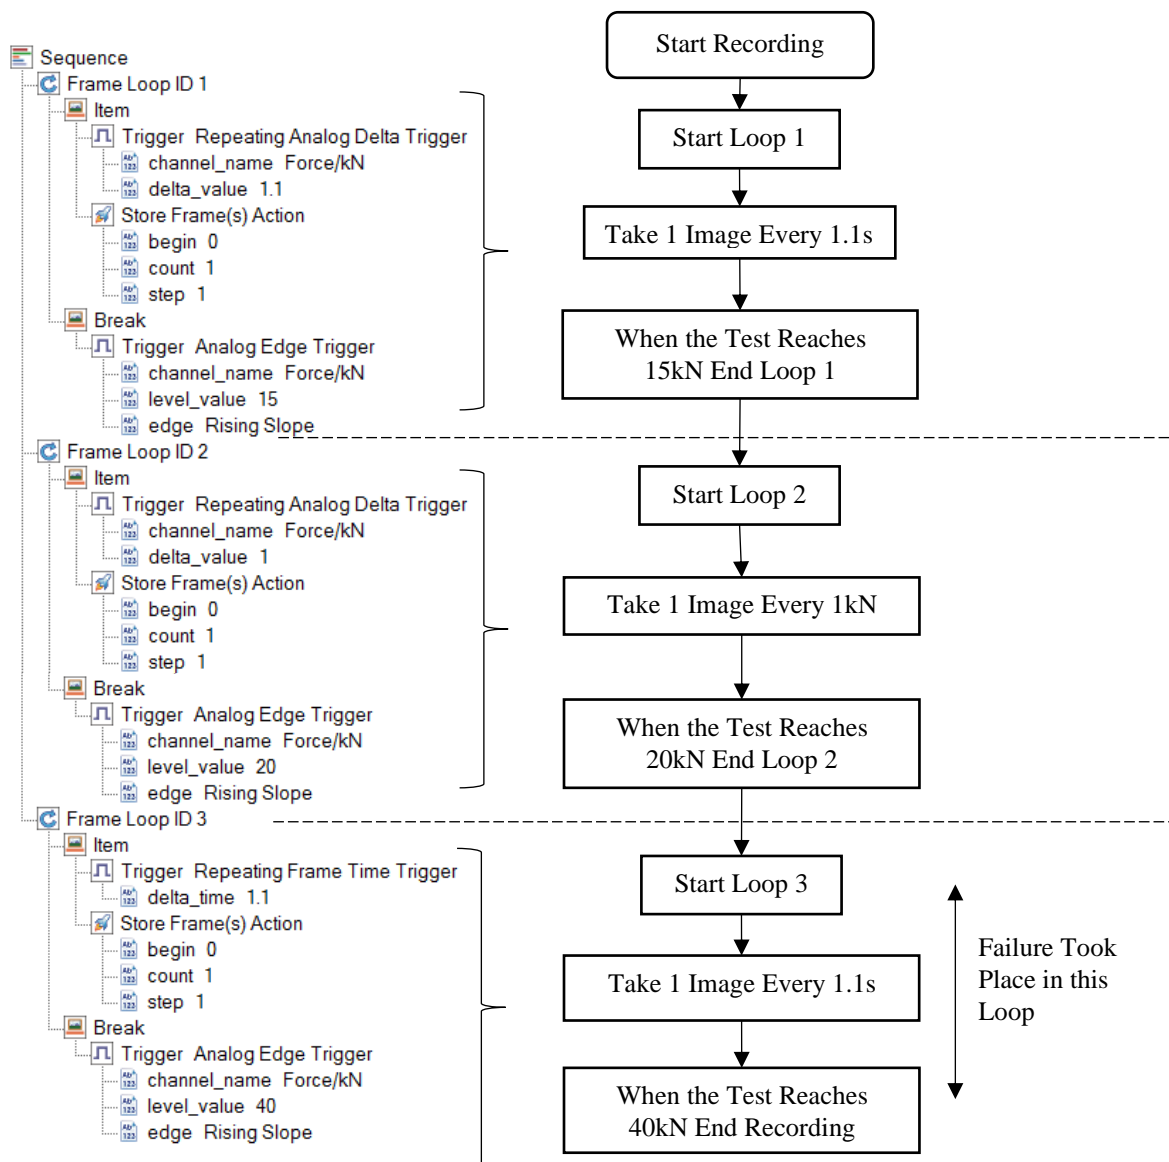 Sequence
Frame Loop ID 1
Item
Trigger Repeating Analog Delta Trigger
channel_name Force/kN
delta_value 1.1
Store Frame(s) Action
begin 0
count 1
step 1
Break
Trigger Analog Edge Trigger
channel_name Force/kN
level_value 15
edge Rising Slope
Frame Loop ID 2
Item
Trigger Repeating Analog Delta Trigger
channel_name Force/kN
delta_value 1
Store Frame(s) Action
begin 0
count 1
step 1
Break
Trigger Analog Edge Trigger
channel_name Force/kN
level_value 20
edge Rising Slope
Frame Loop ID 3
Item
Trigger Repeating Frame Time Trigger
delta_time 1.1
Store Frame(s) Action
begin 0
count 1
step 1
Break
Trigger Analog Edge Trigger
channel_name Force/kN
level_value 40
edge Rising Slope
Start Recording
Start Loop 1
Take 1 Image Every 1.1s
When the Test Reaches
15kN End Loop 1
Start Loop 2
Take 1 Image Every 1kN
When the Test Reaches
20kN End Loop 2
Start Loop 3
Take 1 Image Every 1.1s
When the Test Reaches
40kN End Recording
Failure Took
Place in this
Loop